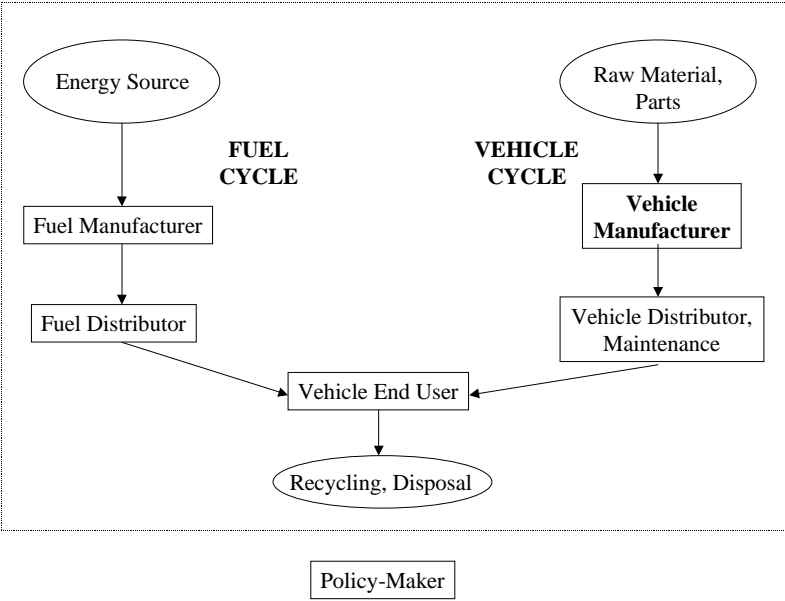 Energy Source
Raw Material,
Parts
FUEL
CYCLE
VEHICLE
CYCLE
Fuel Manufacturer
Vehicle
Manufacturer
Fuel Distributor
Vehicle Distributor,
Maintenance
Vehicle End User
Recycling, Disposal
Policy-Maker